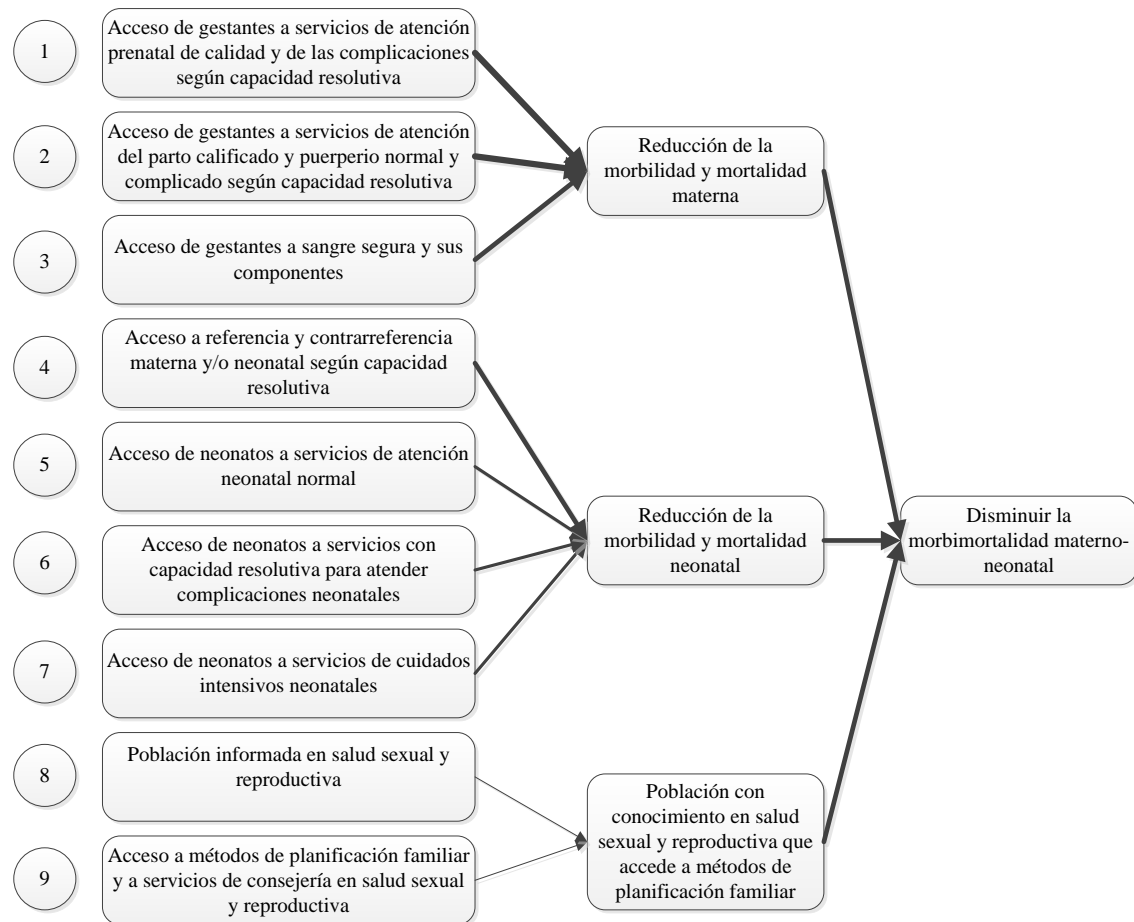 1
Acceso de gestantes a servicios de atención
prenatal de calidad y de las complicaciones
según capacidad resolutiva
2
Acceso de gestantes a servicios de atención
del parto calificado y puerperio normal y
complicado según capacidad resolutiva
3
Acceso de gestantes a sangre segura y sus
componentes
Reducción de la
morbilidad y mortalidad
materna
4
Acceso a referencia y contrarreferencia
materna y/o neonatal según capacidad
resolutiva
5
Acceso de neonatos a servicios de atención
neonatal normal
6
Acceso de neonatos a servicios con
capacidad resolutiva para atender
complicaciones neonatales
7
Acceso de neonatos a servicios de cuidados
intensivos neonatales
Reducción de la
morbilidad y mortalidad
neonatal
8
Población informada en salud sexual y
reproductiva
9
Acceso a métodos de planificación familiar
y a servicios de consejería en salud sexual
y reproductiva
Población con
conocimiento en salud
sexual y reproductiva que
accede a métodos de
planificación familiar
Disminuir la
morbimortalidad materno-
neonatal